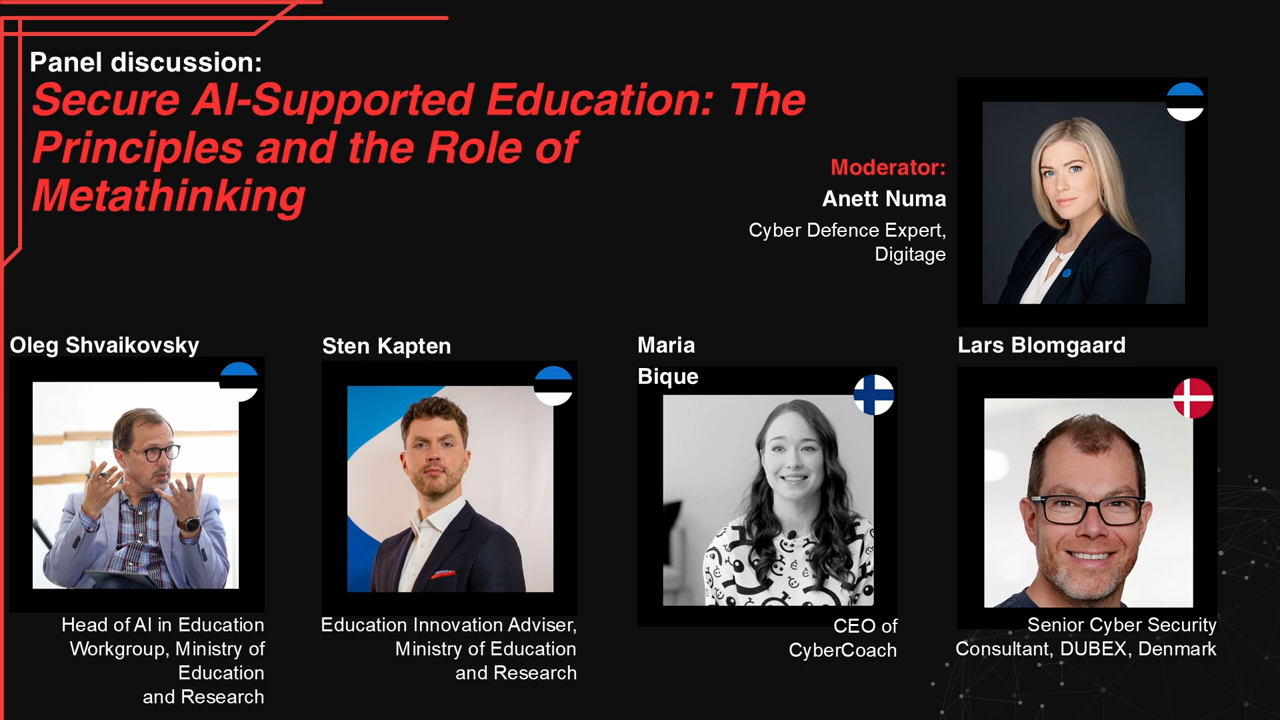 Panel discussion:
Secure AI-Supported Education: The
Principles and the Role of
Metathinking
Moderator:
Anett Numa
Cyber Defence Expert,
Digitage
Oleg Shvaikovsky
Head of AI in Education
Workgroup, Ministry of
Education
and Research
Sten Kapten
Education Innovation Adviser,
Ministry of Education
and Research
Maria
Bique
CEO of
CyberCoach
Lars Blomgaard
Senior Cyber Security
Consultant, DUBEX, Denmark